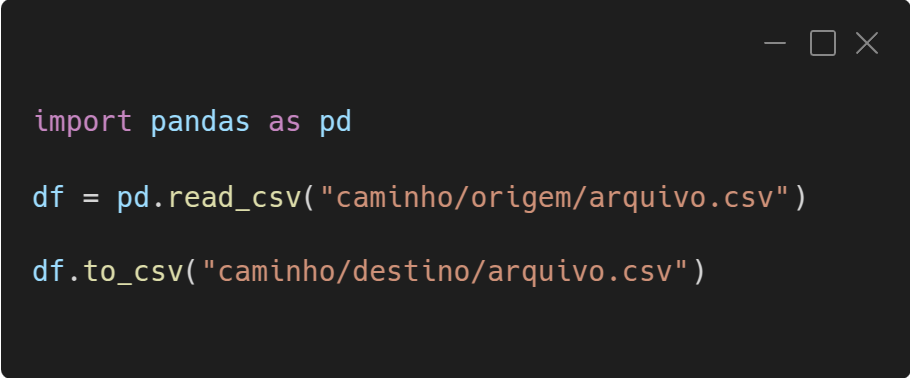 import pandas as pd
df = pd.read_csv("caminho/origem/arquivo.csv")
df.to_csv("caminho/destino/arquivo.csv")